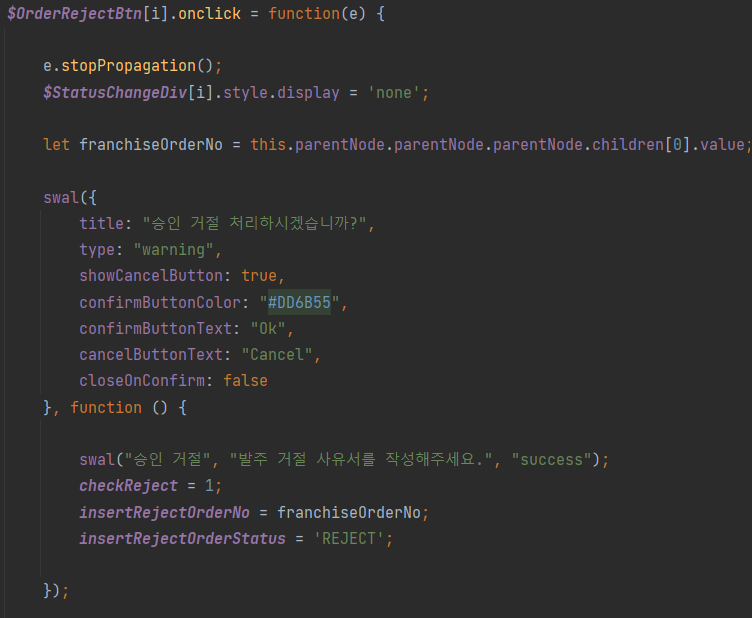 $OrderRejectBtn[i].onclick = function(e) {
e.stopPropagation();
$StatusChangeDiv[i].style.display = 'none';
let franchiseOrderNo = this.parentNode.parentNode.parentNode.children[0].value;
swal({
title: "승인 거절 처리하시겠습니까?",
type: "warning",
showCancelButton: true,
confirmButtonColor: "#DD6B55",
confirmButtonText: "Ok",
cancelButtonText: "Cancel",
closeOnConfirm: false
}, function () {
swal("승인 거절", "발주 거절 사유서를 작성해주세요.", "success");
checkReject = 1;
insertRejectOrderNo = franchiseOrderNo;
insertRejectOrderStatus = 'REJECT';
});